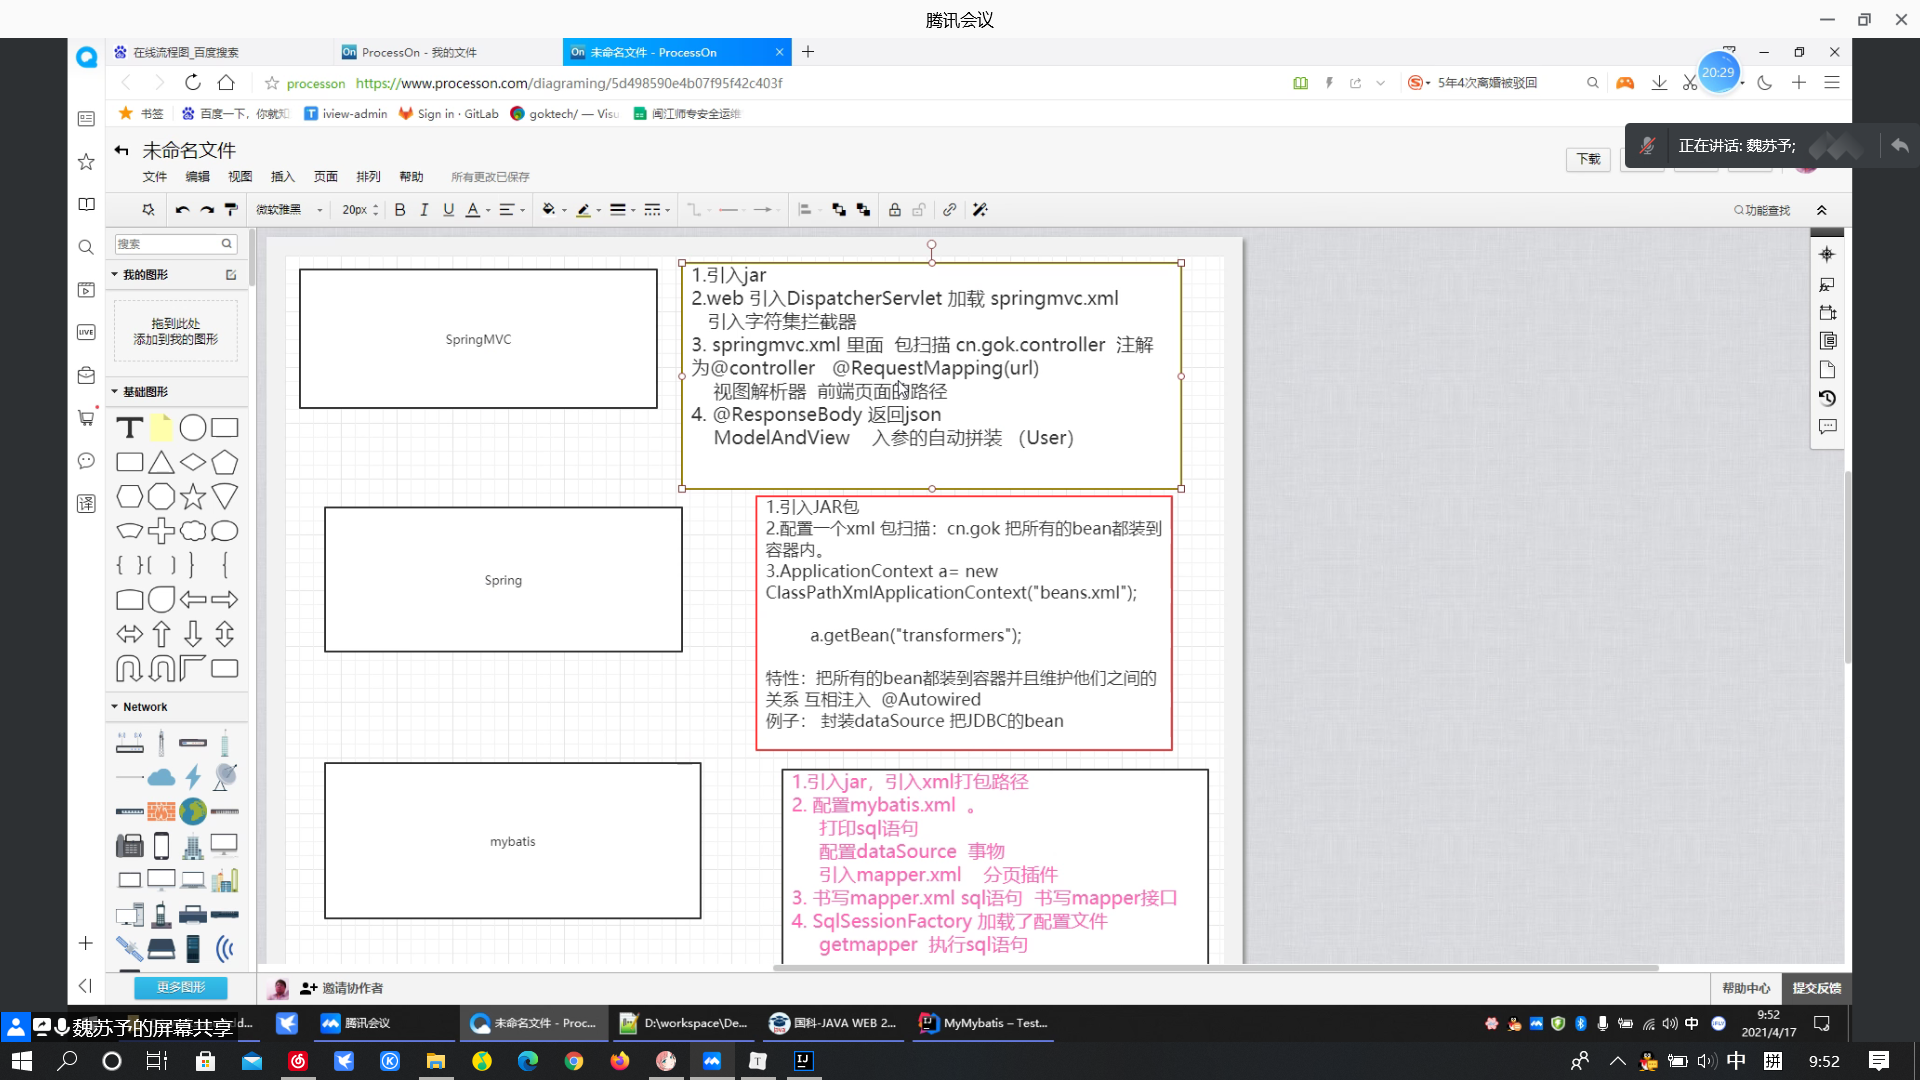 腾讯会议
在线流程图_百度搜索
ProcessOn - 我的文件
未命名文件 - ProcessOn
20:29
processon https://www.processon.com/diagraming/5d498590e4b07f95f42c403f
5年4次离婚被驳回
书签
百度一下，你就知
iview-admin
Sign in · GitLab
goktech/ — Visu
闽江师专安全运维
正在讲话: 魏苏予;
未命名文件
下载
文件 编辑 视图 插入 页面 排列 帮助 所有更改已保存
微软雅黑 20px B I U A
功能查找
搜索
我的图形
拖到此处
添加到我的图形
基础图形
Network
更多图形
LIVE
译
SpringMVC
1.引入jar
2.web 引入DispatcherServlet 加载 springmvc.xml
引入字符集拦截器
3. springmvc.xml 里面 包扫描 cn.gok.controller 注解
为@controller @RequestMapping(url)
视图解析器 前端页面的路径
4. @ResponseBody 返回json
ModelAndView 入参的自动拼装 （User）
Spring
1.引入JAR包
2.配置一个xml 包扫描：cn.gok 把所有的bean都装到
容器内。
3.ApplicationContext a= new
ClassPathXmlApplicationContext("beans.xml");
a.getBean("transformers");
特性：把所有的bean都装到容器并且维护他们之间的
关系 互相注入 @Autowired
例子： 封装dataSource 把JDBC的bean
mybatis
1.引入jar，引入xml打包路径
2. 配置mybatis.xml 。
打印sql语句
配置dataSource 事物
引入mapper.xml 分页插件
3. 书写mapper.xml sql语句 书写mapper接口
4. SqlSessionFactory 加载了配置文件
getmapper 执行sql语句
邀请协作者
帮助中心
提交反馈
魏苏予的屏幕共享
腾讯会议
未命名文件 - Proc...
D:\workspace\De...
国科-JAVA WEB 2...
MyMybatis – Test...
中
9:52
2021/4/17
中
拼
9:52